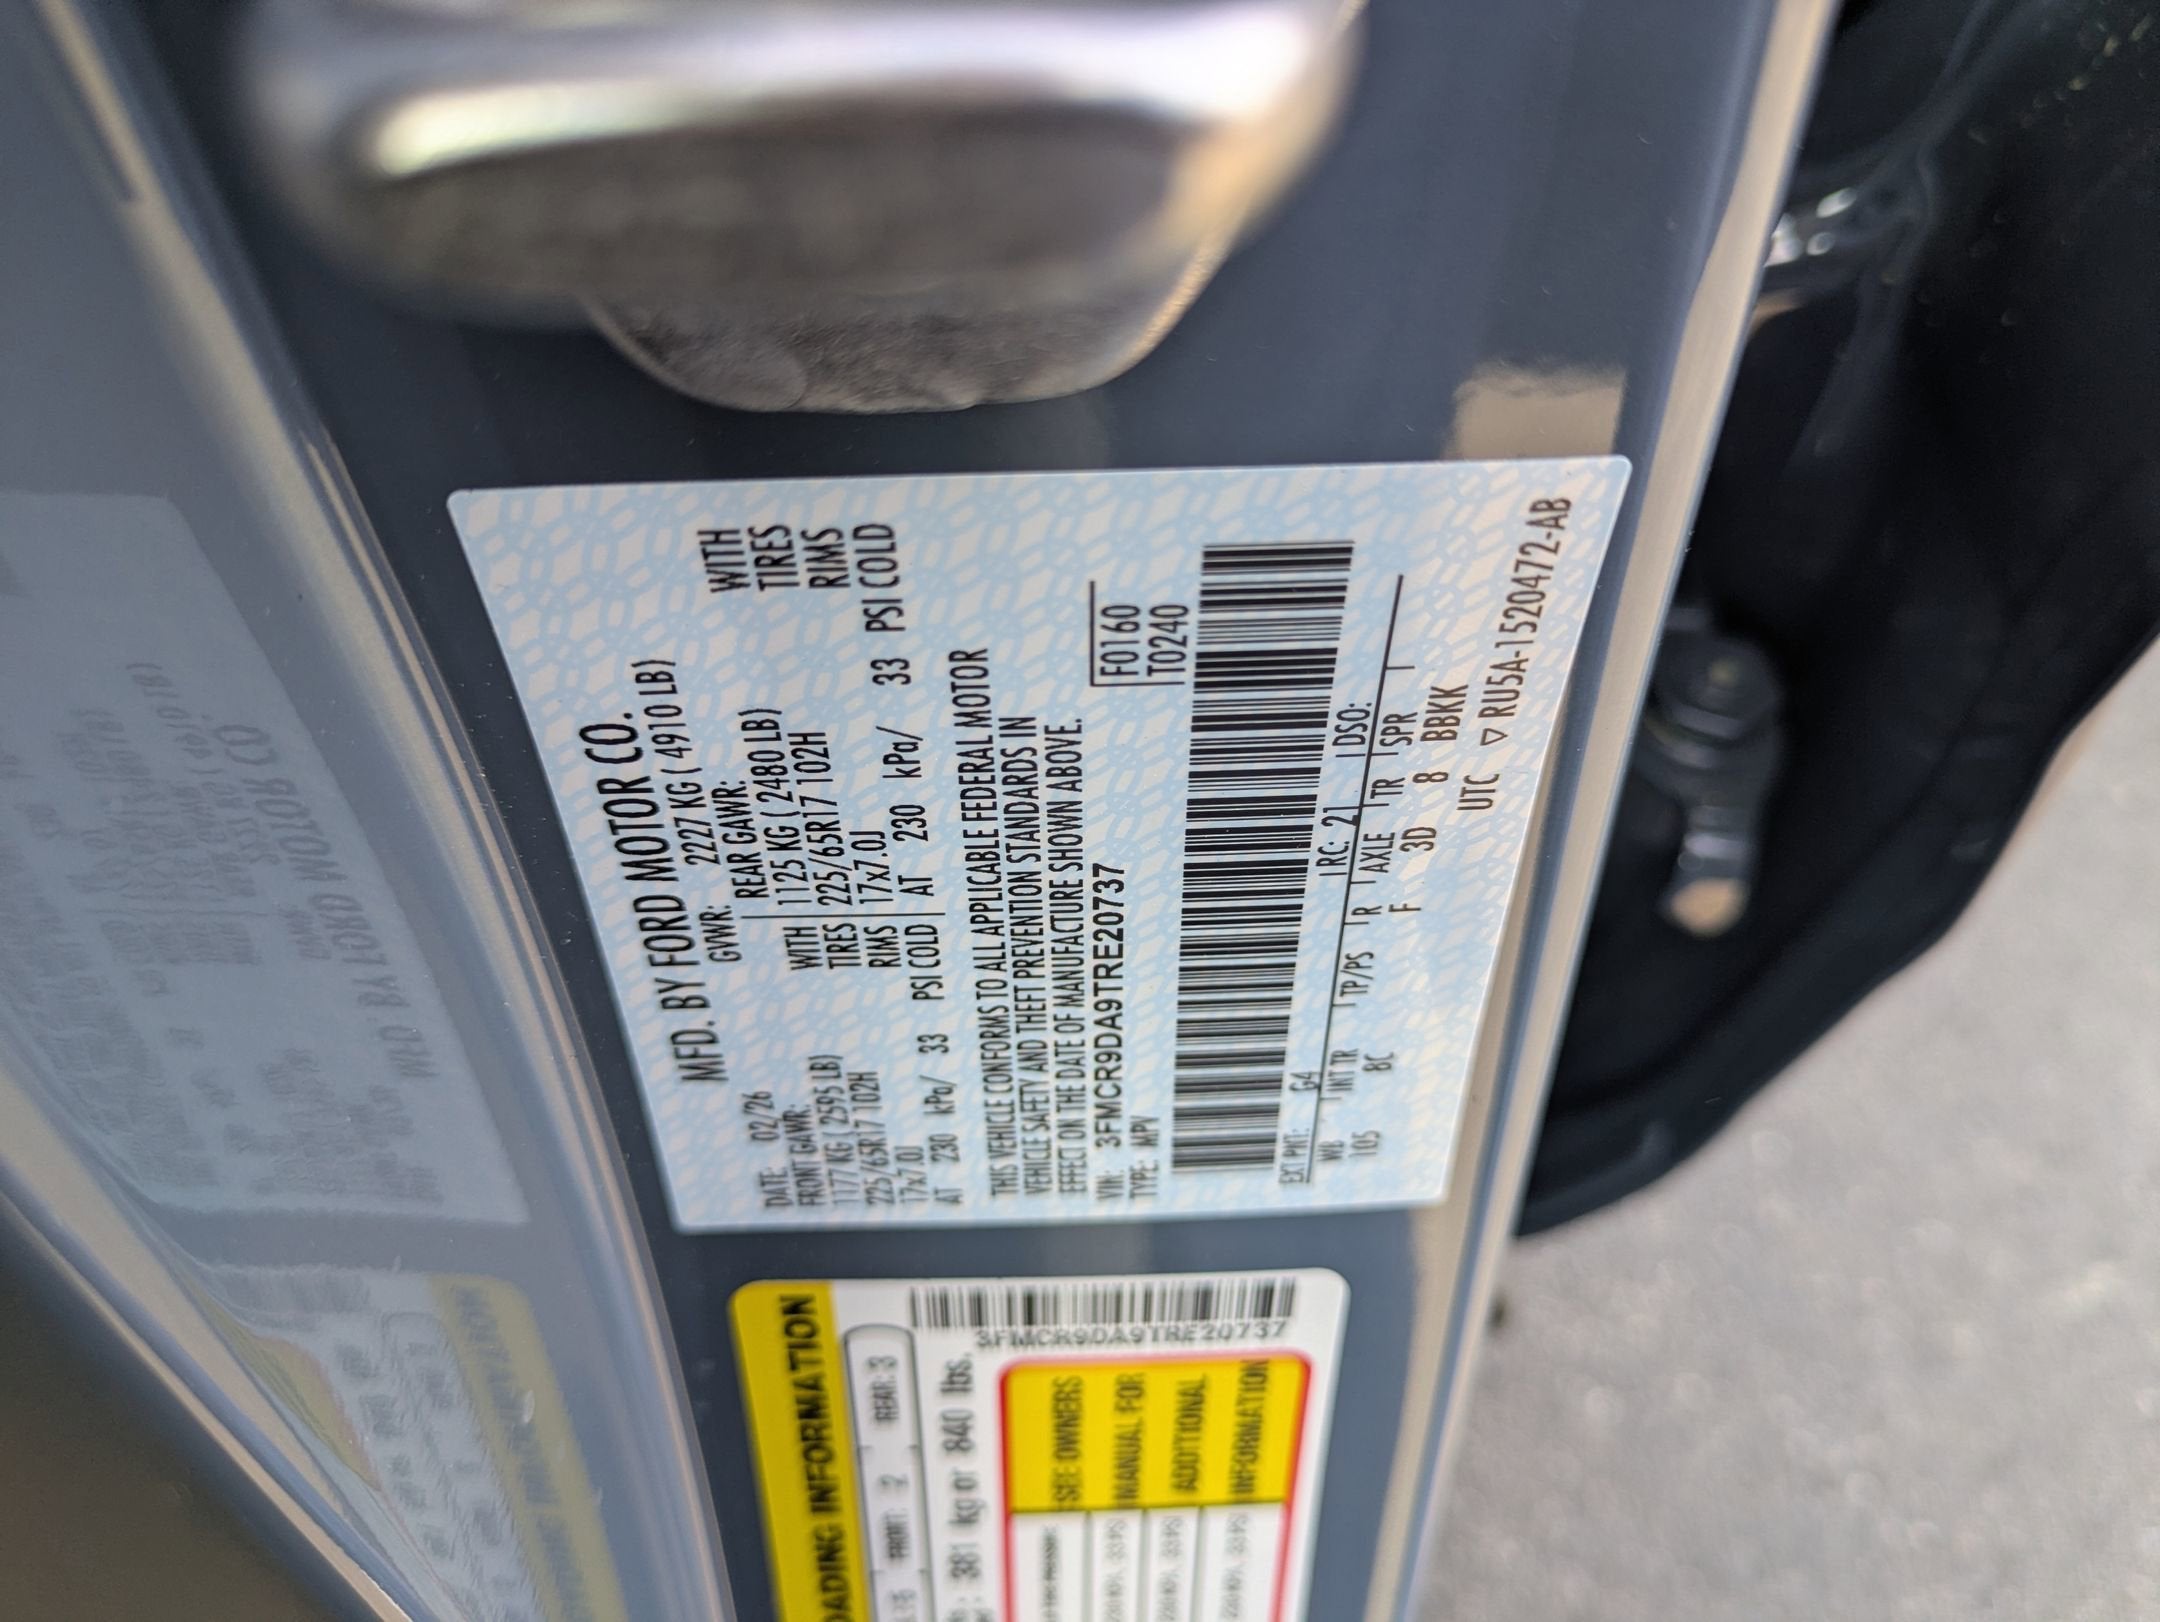 MFD. BY FORD MOTOR CO.
DATE: 02/26 GVWR: 2227 KG ( 4910 LB)
FRONT GAWR: REAR GAWR:
1177 KG ( 2595 LB) WITH 1125 KG ( 2480 LB) WITH
225/65R17 102H TIRES 225/65R17 102H TIRES
17x7.0J RIMS 17x7.0J RIMS
AT 230 kPa/ 33 PSI COLD AT 230 kPa/ 33 PSI COLD
THIS VEHICLE CONFORMS TO ALL APPLICABLE FEDERAL MOTOR
VEHICLE SAFETY AND THEFT PREVENTION STANDARDS IN
EFFECT ON THE DATE OF MANUFACTURE SHOWN ABOVE.
VIN: 3FMCR9DA9TRE20737 F0160
TYPE: MPV T0240
EXT PNT: G4 RC: 21 DSO:
WB INT TR TP/PS R AXLE TR SPR
105 8C F 3D 8 BBKK
UTC ▽ RU5A-1520472-AB
LOADING INFORMATION
FRONT: 2 REAR: 3
381 kg or 840 lbs.
3FMCR9DA9TRE20737
SEE OWNERS
MANUAL FOR
ADDITIONAL
INFORMATION